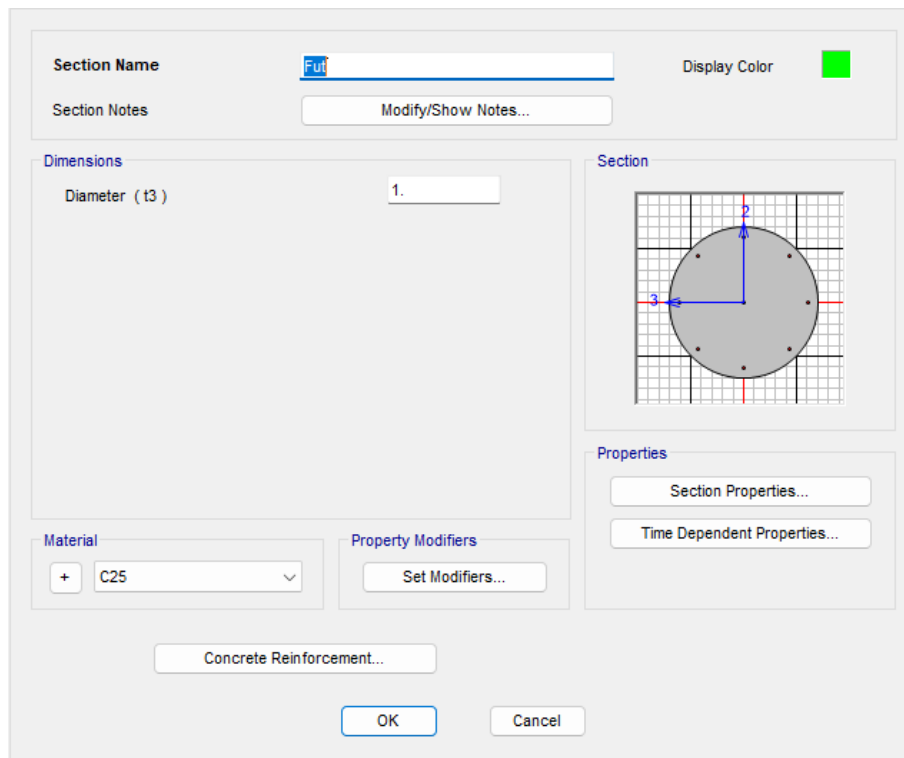 Section Name
Fut
Display Color
Section Notes
Modify/Show Notes...
Dimensions
Diameter ( t3 )
1.
Section
2
3
Properties
Section Properties...
Time Dependent Properties...
Material
+
C25
Property Modifiers
Set Modifiers...
Concrete Reinforcement...
OK
Cancel